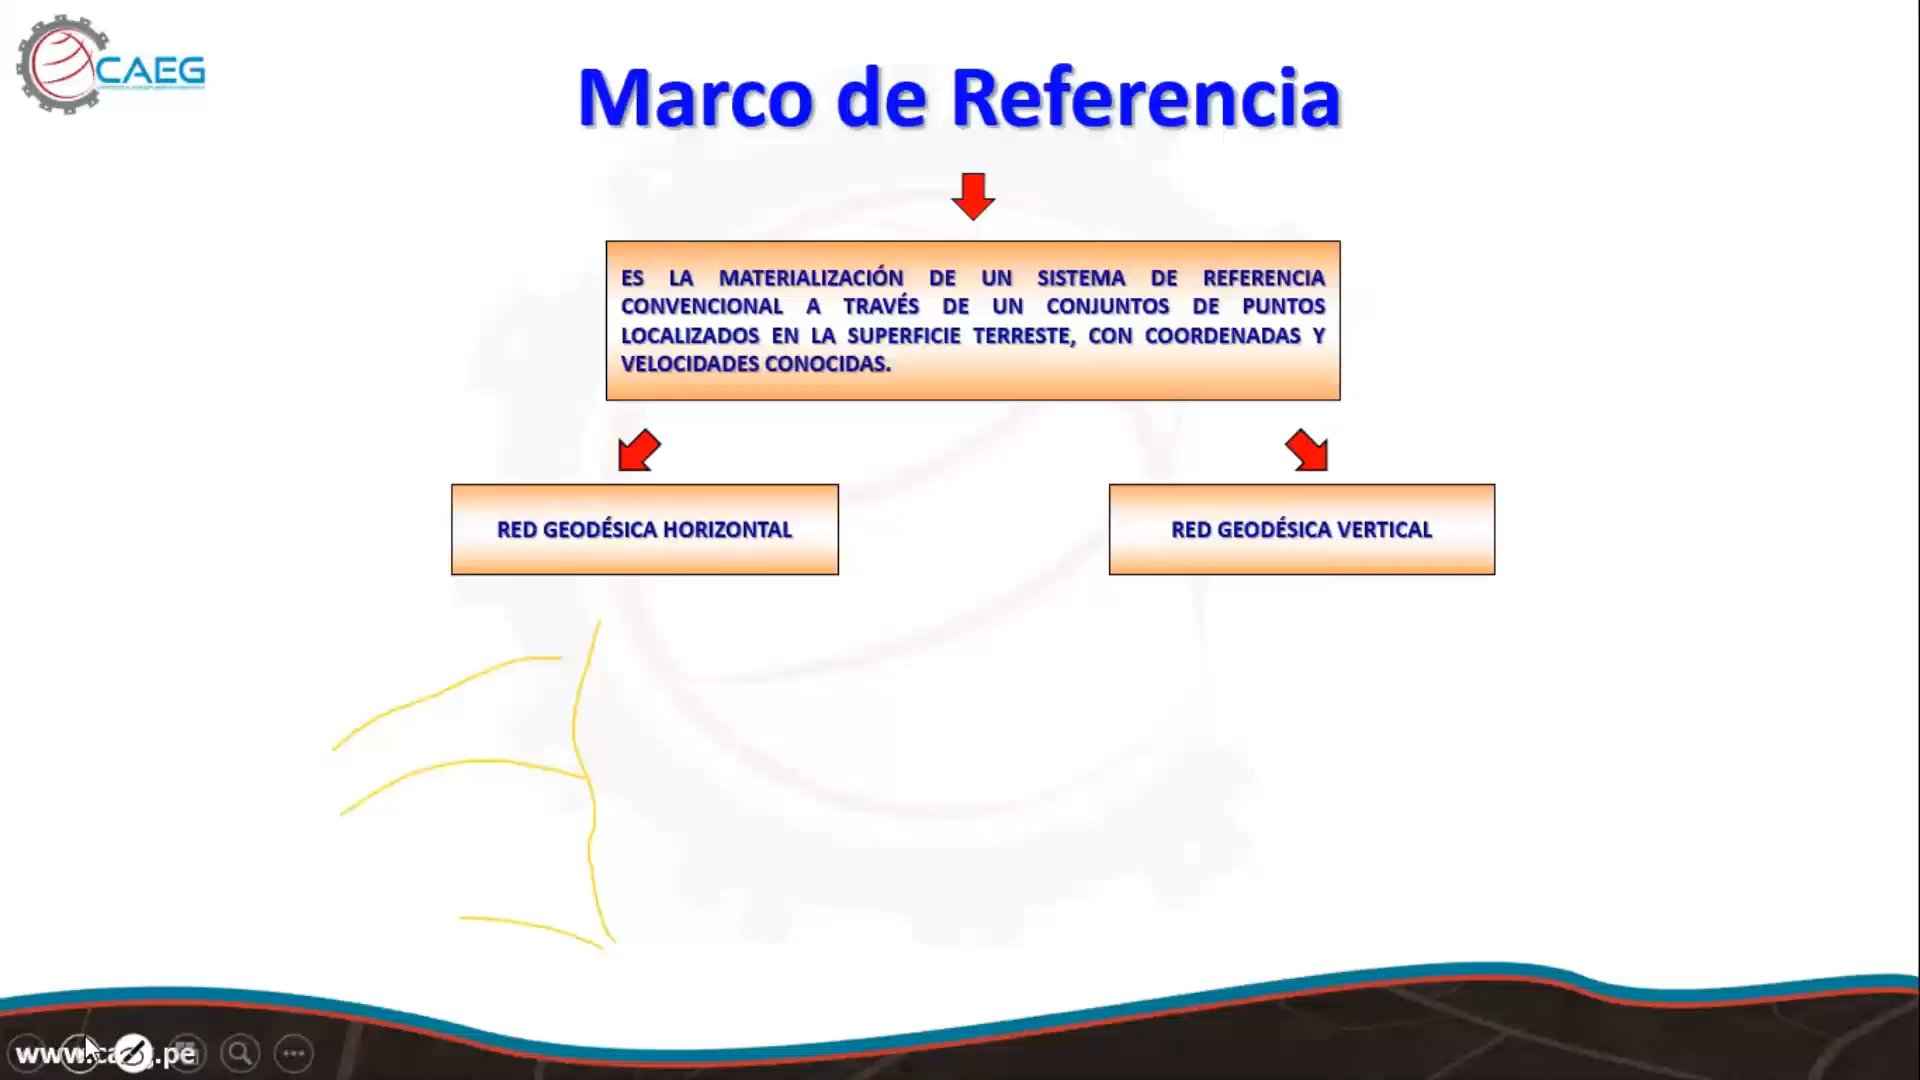 CAEG
Marco de Referencia
ES LA MATERIALIZACIÓN DE UN SISTEMA DE REFERENCIA
CONVENCIONAL A TRAVÉS DE UN CONJUNTOS DE PUNTOS
LOCALIZADOS EN LA SUPERFICIE TERRESTE, CON COORDENADAS Y
VELOCIDADES CONOCIDAS.
RED GEODÉSICA HORIZONTAL
RED GEODÉSICA VERTICAL